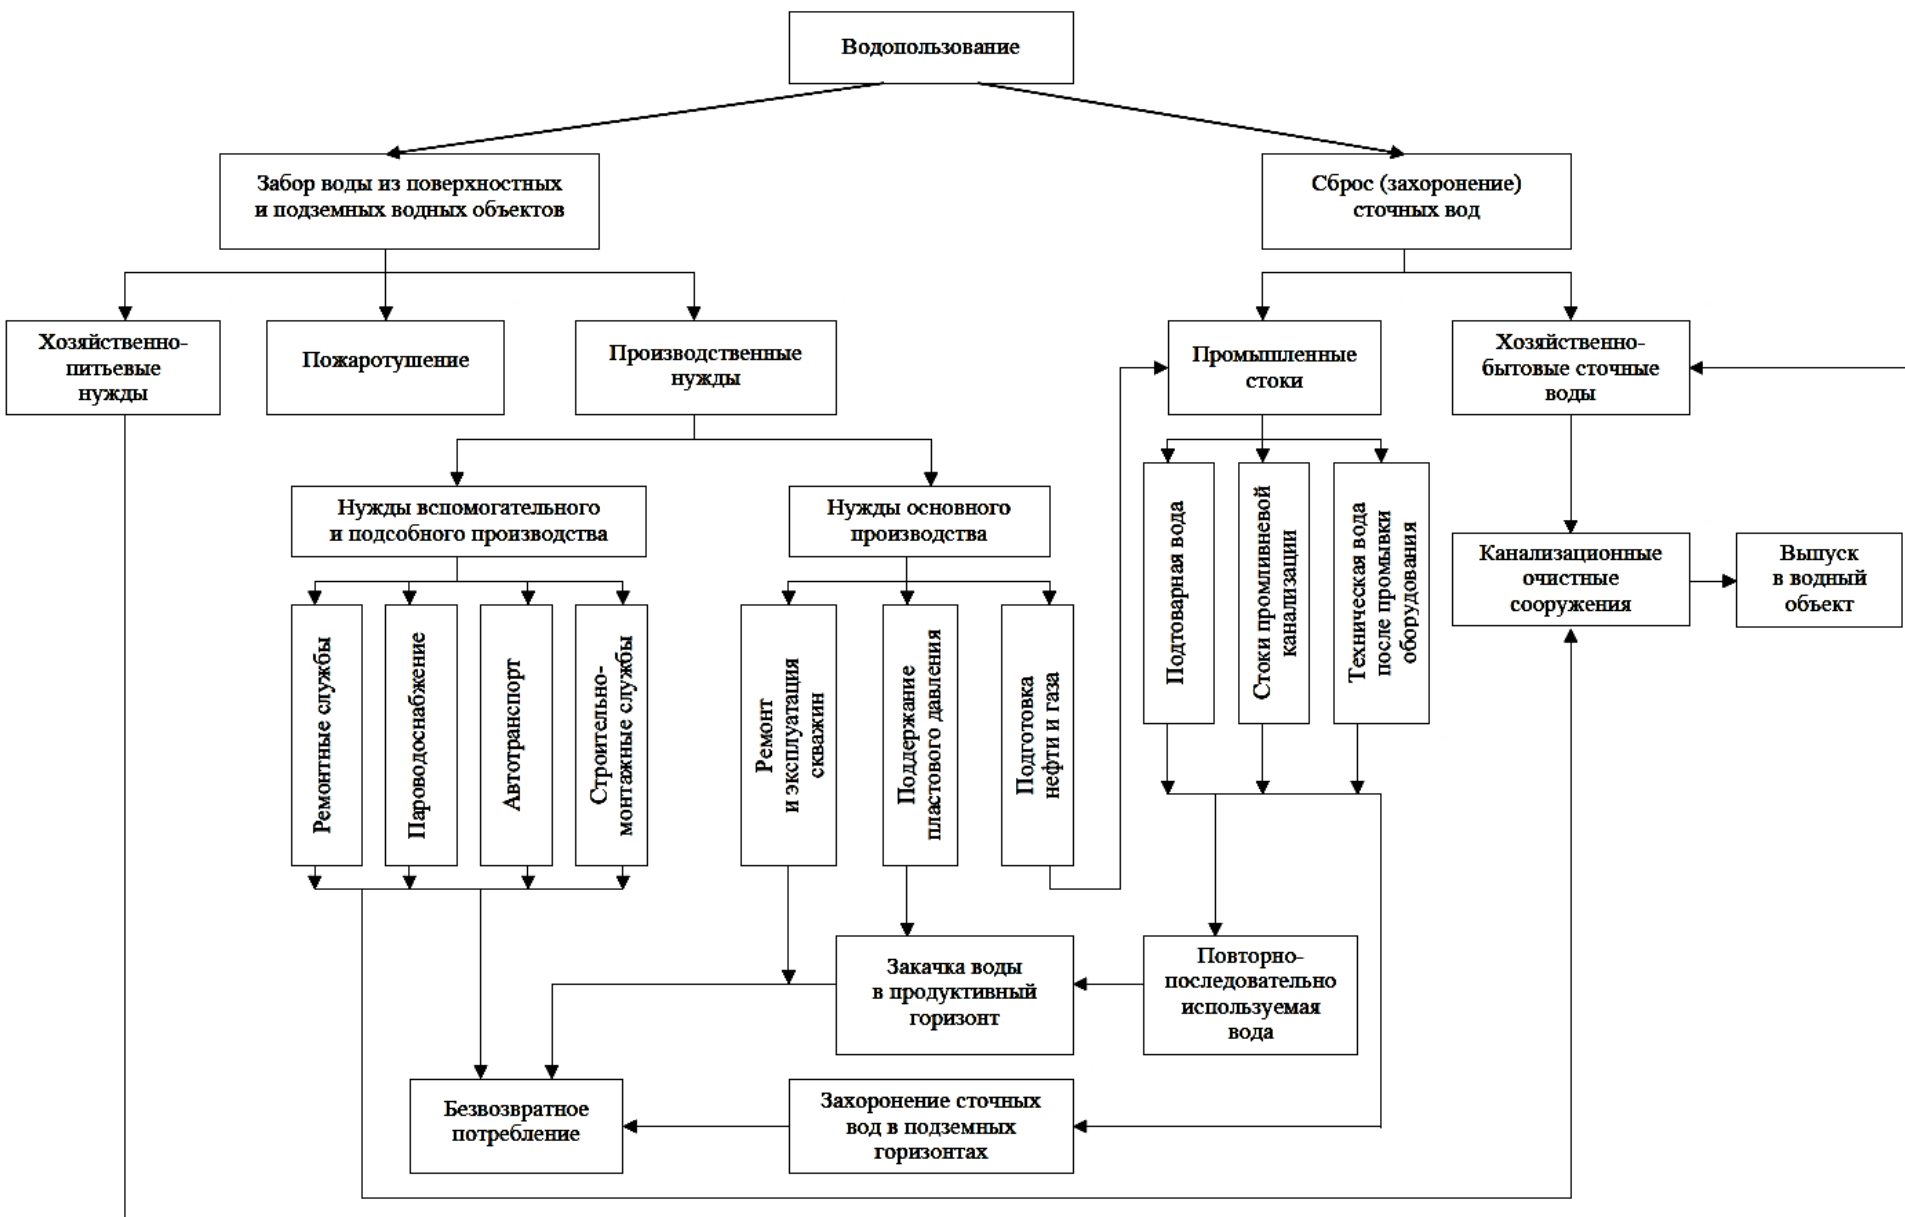 Водопользование
Забор воды из поверхностных
и подземных водных объектов
Сброс (захоронение)
сточных вод
Хозяйственно-
питьевые
нужды
Пожаротушение
Производственные
нужды
Промышленные
стоки
Хозяйственно-
бытовые сточные
воды
Нужды вспомогательного
и подсобного производства
Нужды основного
производства
Подтоварная вода
Стоки промливневой
канализации
Техническая вода
после промывки
оборудования
Канализационные
очистные
сооружения
Выпуск
в водный
объект
Ремонтные службы
Пароводоснабжение
Автотранспорт
Строительно-
монтажные службы
Ремонт
и эксплуатация
скважин
Поддержание
пластового давления
Подготовка
нефти и газа
Закачка воды
в продуктивный
горизонт
Повторно-
последовательно
используемая
вода
Безвозвратное
потребление
Захоронение сточных
вод в подземных
горизонтах